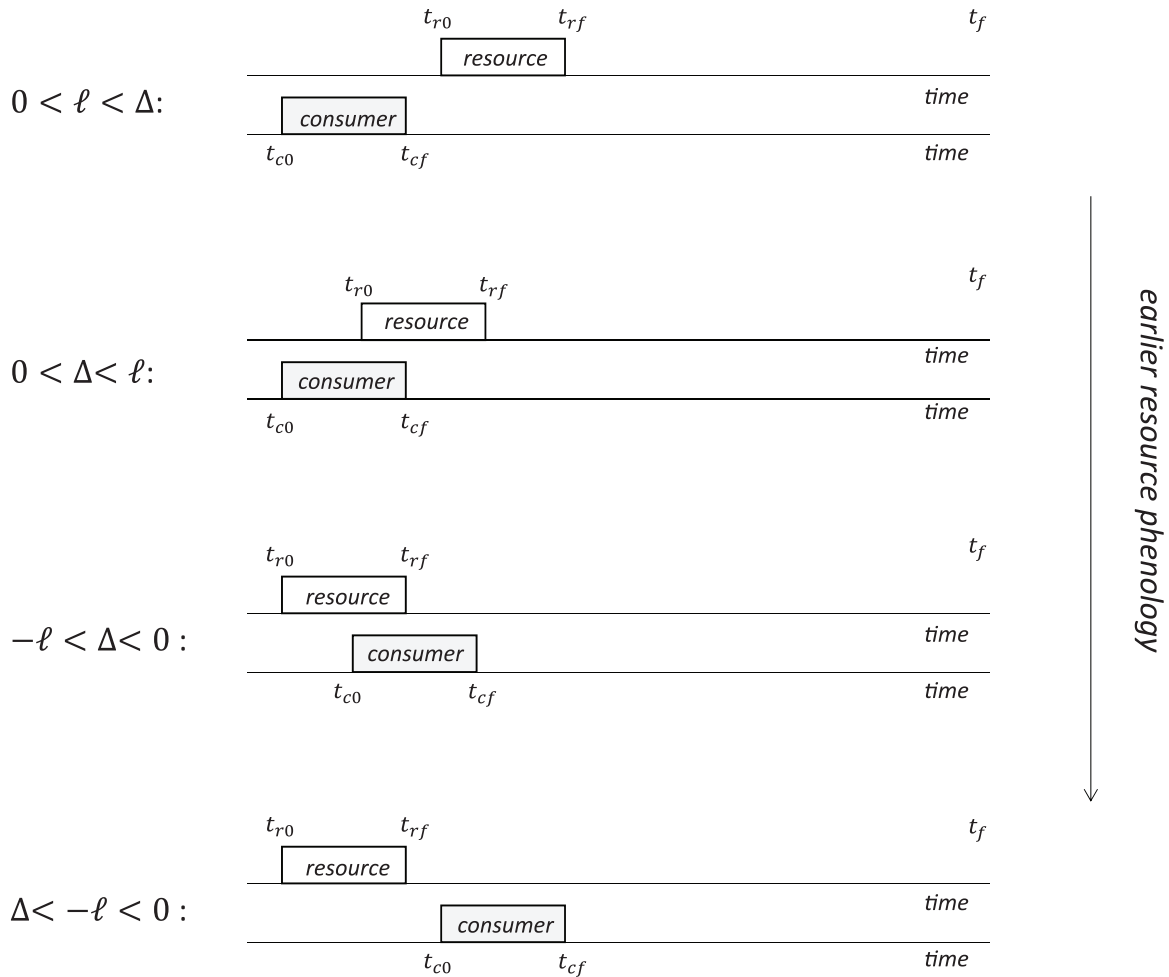 t_{r0} t_{rf} t_f
resource
0 < ℓ < Δ: time
consumer
t_{c0} t_{cf} time
t_{r0} t_{rf} t_f
resource
0 < Δ< ℓ: time
consumer
t_{c0} t_{cf} time
t_{r0} t_{rf} t_f
resource
−ℓ < Δ< 0 : time
consumer
t_{c0} t_{cf} time
t_{r0} t_{rf} t_f
resource
Δ< −ℓ < 0 : time
consumer
t_{c0} t_{cf} time
earlier resource phenology